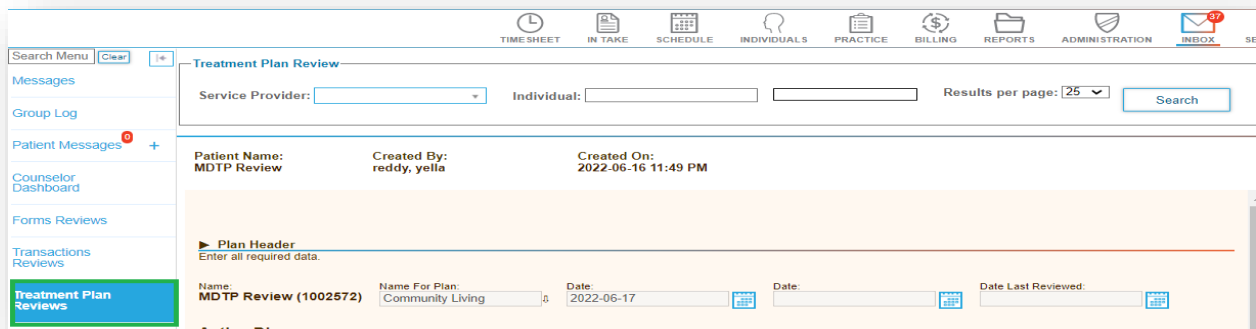 37
TIMESHEET IN TAKE SCHEDULE INDIVIDUALS PRACTICE BILLING REPORTS ADMINISTRATION INBOX SE
Search Menu Clear
Messages
Group Log
Patient Messages 0 +
Counselor
Dashboard
Forms Reviews
Transactions
Reviews
Treatment Plan
Reviews
Treatment Plan Review
Service Provider: Individual: Results per page: 25 Search
Patient Name: Created By: Created On:
MDTP Review reddy, yella 2022-06-16 11:49 PM
Plan Header
Enter all required data.
Name: Name For Plan: Date: Date: Date Last Reviewed:
MDTP Review (1002572) Community Living 2022-06-17